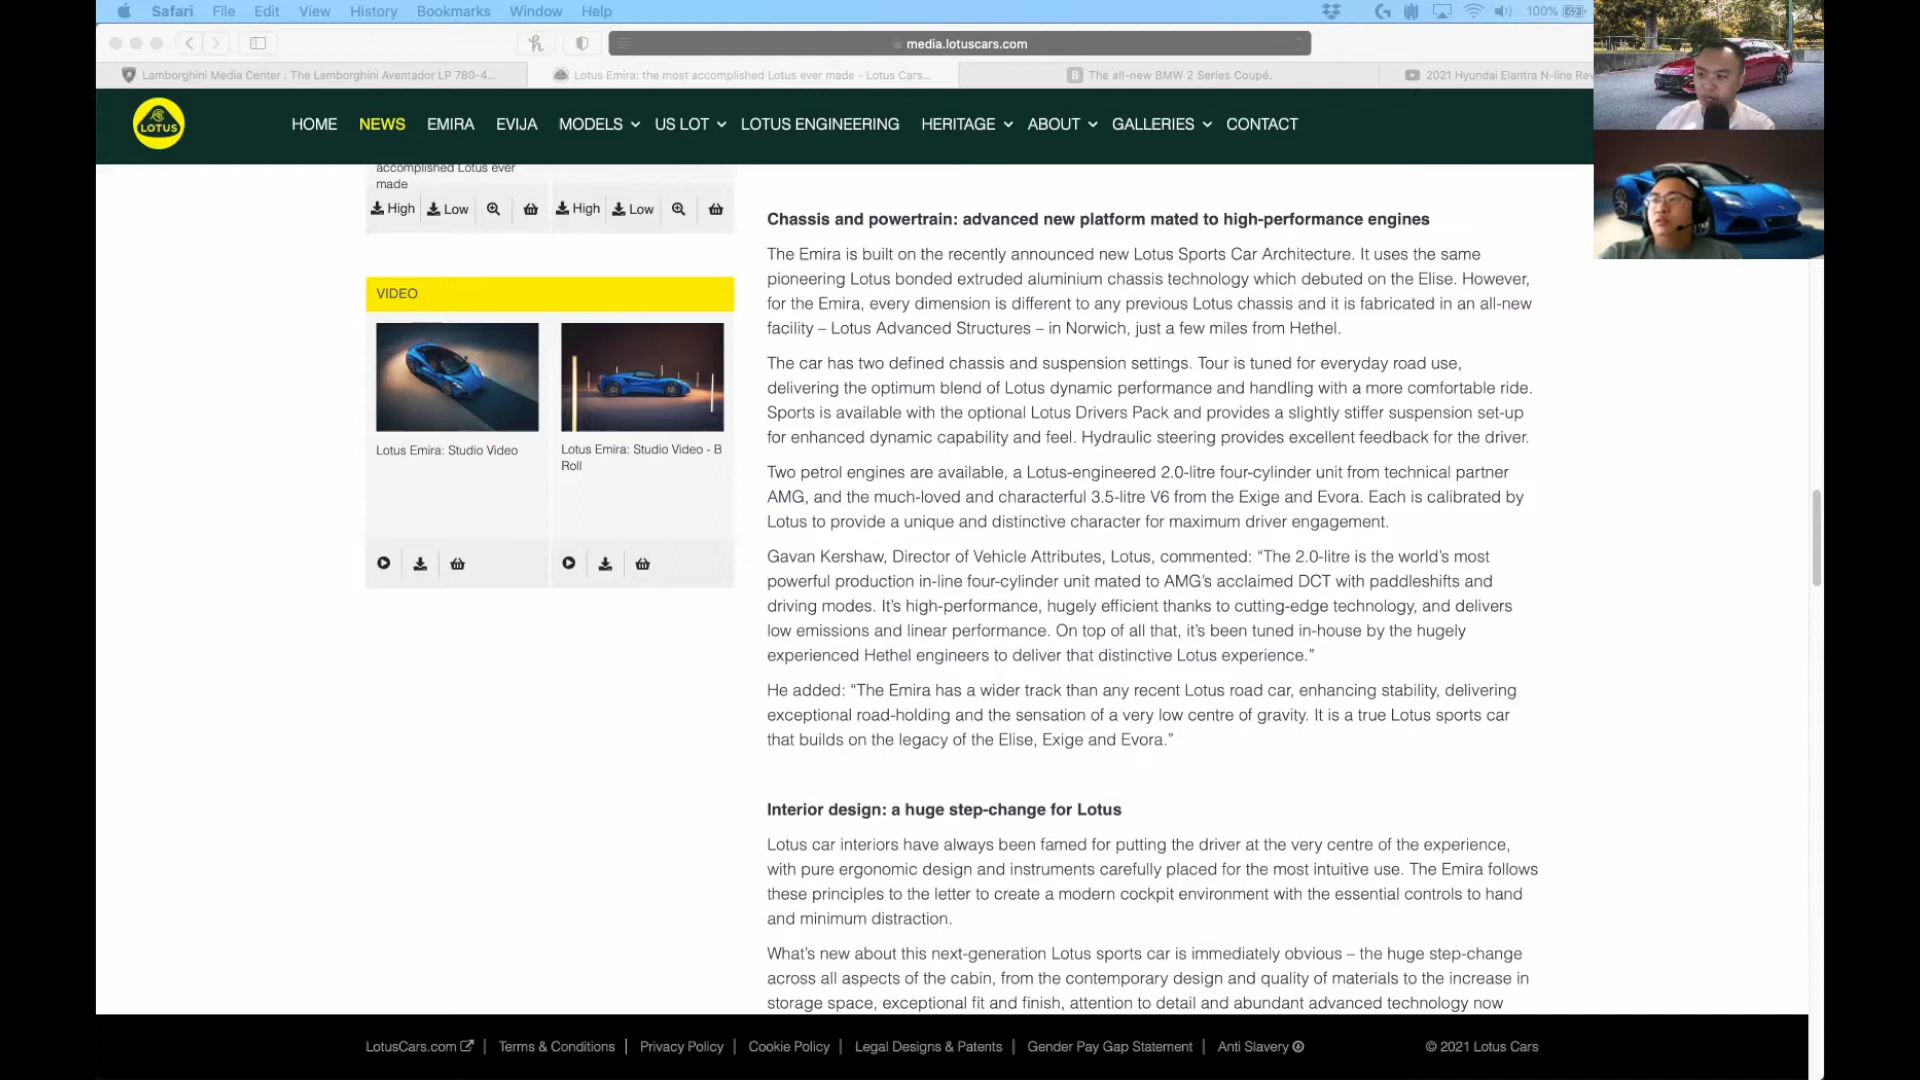 Safari File Edit View History Bookmarks Window Help 100%
media.lotuscars.com
Lamborghini Media Center : The Lamborghini Aventador LP 780-4... Lotus Emira: the most accomplished Lotus ever made - Lotus Cars... The all-new BMW 2 Series Coupé. 2021 Hyundai Elantra N-line Rev
LOTUS HOME NEWS EMIRA EVIJA MODELS US LOT LOTUS ENGINEERING HERITAGE ABOUT GALLERIES CONTACT
accomplished Lotus ever
made
High Low High Low
VIDEO
Lotus Emira: Studio Video
Lotus Emira: Studio Video - B
Roll
Chassis and powertrain: advanced new platform mated to high-performance engines
The Emira is built on the recently announced new Lotus Sports Car Architecture. It uses the same
pioneering Lotus bonded extruded aluminium chassis technology which debuted on the Elise. However,
for the Emira, every dimension is different to any previous Lotus chassis and it is fabricated in an all-new
facility – Lotus Advanced Structures – in Norwich, just a few miles from Hethel.
The car has two defined chassis and suspension settings. Tour is tuned for everyday road use,
delivering the optimum blend of Lotus dynamic performance and handling with a more comfortable ride.
Sports is available with the optional Lotus Drivers Pack and provides a slightly stiffer suspension set-up
for enhanced dynamic capability and feel. Hydraulic steering provides excellent feedback for the driver.
Two petrol engines are available, a Lotus-engineered 2.0-litre four-cylinder unit from technical partner
AMG, and the much-loved and characterful 3.5-litre V6 from the Exige and Evora. Each is calibrated by
Lotus to provide a unique and distinctive character for maximum driver engagement.
Gavan Kershaw, Director of Vehicle Attributes, Lotus, commented: “The 2.0-litre is the world’s most
powerful production in-line four-cylinder unit mated to AMG’s acclaimed DCT with paddleshifts and
driving modes. It’s high-performance, hugely efficient thanks to cutting-edge technology, and delivers
low emissions and linear performance. On top of all that, it’s been tuned in-house by the hugely
experienced Hethel engineers to deliver that distinctive Lotus experience.”
He added: “The Emira has a wider track than any recent Lotus road car, enhancing stability, delivering
exceptional road-holding and the sensation of a very low centre of gravity. It is a true Lotus sports car
that builds on the legacy of the Elise, Exige and Evora.”
Interior design: a huge step-change for Lotus
Lotus car interiors have always been famed for putting the driver at the very centre of the experience,
with pure ergonomic design and instruments carefully placed for the most intuitive use. The Emira follows
these principles to the letter to create a modern cockpit environment with the essential controls to hand
and minimum distraction.
What’s new about this next-generation Lotus sports car is immediately obvious – the huge step-change
across all aspects of the cabin, from the contemporary design and quality of materials to the increase in
storage space, exceptional fit and finish, attention to detail and abundant advanced technology now
LotusCars.com | Terms & Conditions | Privacy Policy | Cookie Policy | Legal Designs & Patents | Gender Pay Gap Statement | Anti Slavery © 2021 Lotus Cars